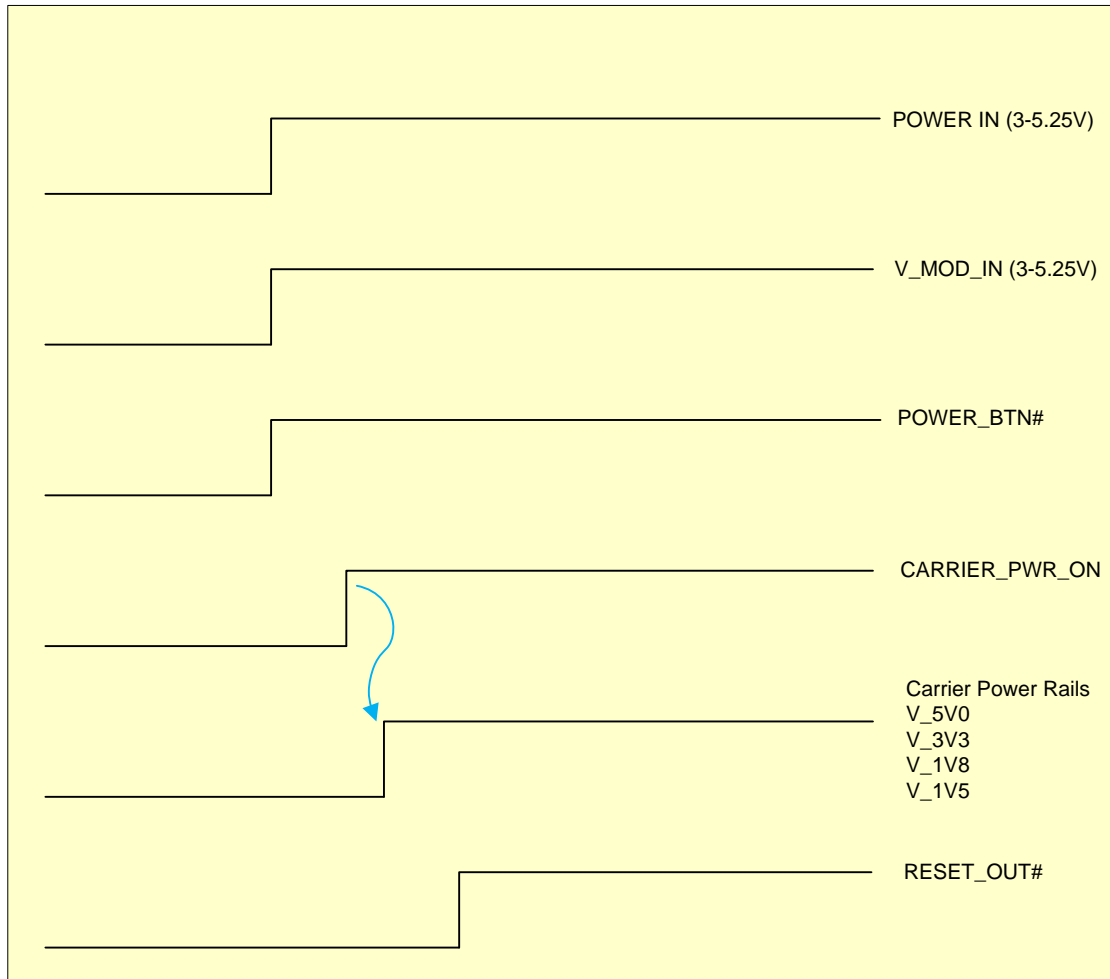 POWER IN (3-5.25V)
V_MOD_IN (3-5.25V)
POWER_BTN#
CARRIER_PWR_ON
Carrier Power Rails
V_5V0
V_3V3
V_1V8
V_1V5
RESET_OUT#